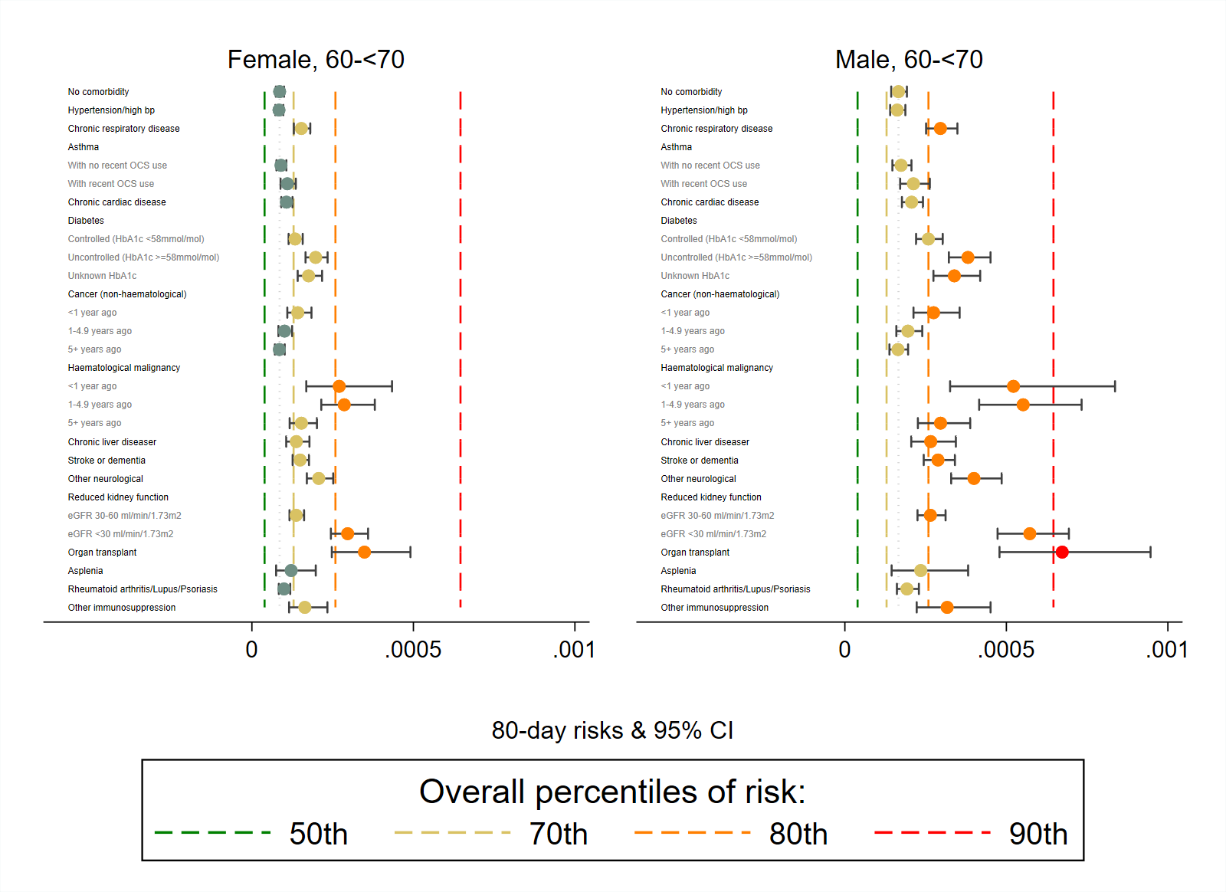 Female, 60-<70
No comorbidity
Hypertension/high bp
Chronic respiratory disease
Asthma
With no recent OCS use
With recent OCS use
Chronic cardiac disease
Diabetes
Controlled (HbA1c <58mmol/mol)
Uncontrolled (HbA1c >=58mmol/mol)
Unknown HbA1c
Cancer (non-haematological)
<1 year ago
1-4.9 years ago
5+ years ago
Haematological malignancy
<1 year ago
1-4.9 years ago
5+ years ago
Chronic liver diseaser
Stroke or dementia
Other neurological
Reduced kidney function
eGFR 30-60 ml/min/1.73m2
eGFR <30 ml/min/1.73m2
Organ transplant
Asplenia
Rheumatoid arthritis/Lupus/Psoriasis
Other immunosuppression
0 .0005 .001
Male, 60-<70
No comorbidity
Hypertension/high bp
Chronic respiratory disease
Asthma
With no recent OCS use
With recent OCS use
Chronic cardiac disease
Diabetes
Controlled (HbA1c <58mmol/mol)
Uncontrolled (HbA1c >=58mmol/mol)
Unknown HbA1c
Cancer (non-haematological)
<1 year ago
1-4.9 years ago
5+ years ago
Haematological malignancy
<1 year ago
1-4.9 years ago
5+ years ago
Chronic liver diseaser
Stroke or dementia
Other neurological
Reduced kidney function
eGFR 30-60 ml/min/1.73m2
eGFR <30 ml/min/1.73m2
Organ transplant
Asplenia
Rheumatoid arthritis/Lupus/Psoriasis
Other immunosuppression
0 .0005 .001
80-day risks & 95% CI
Overall percentiles of risk:
50th 70th 80th 90th